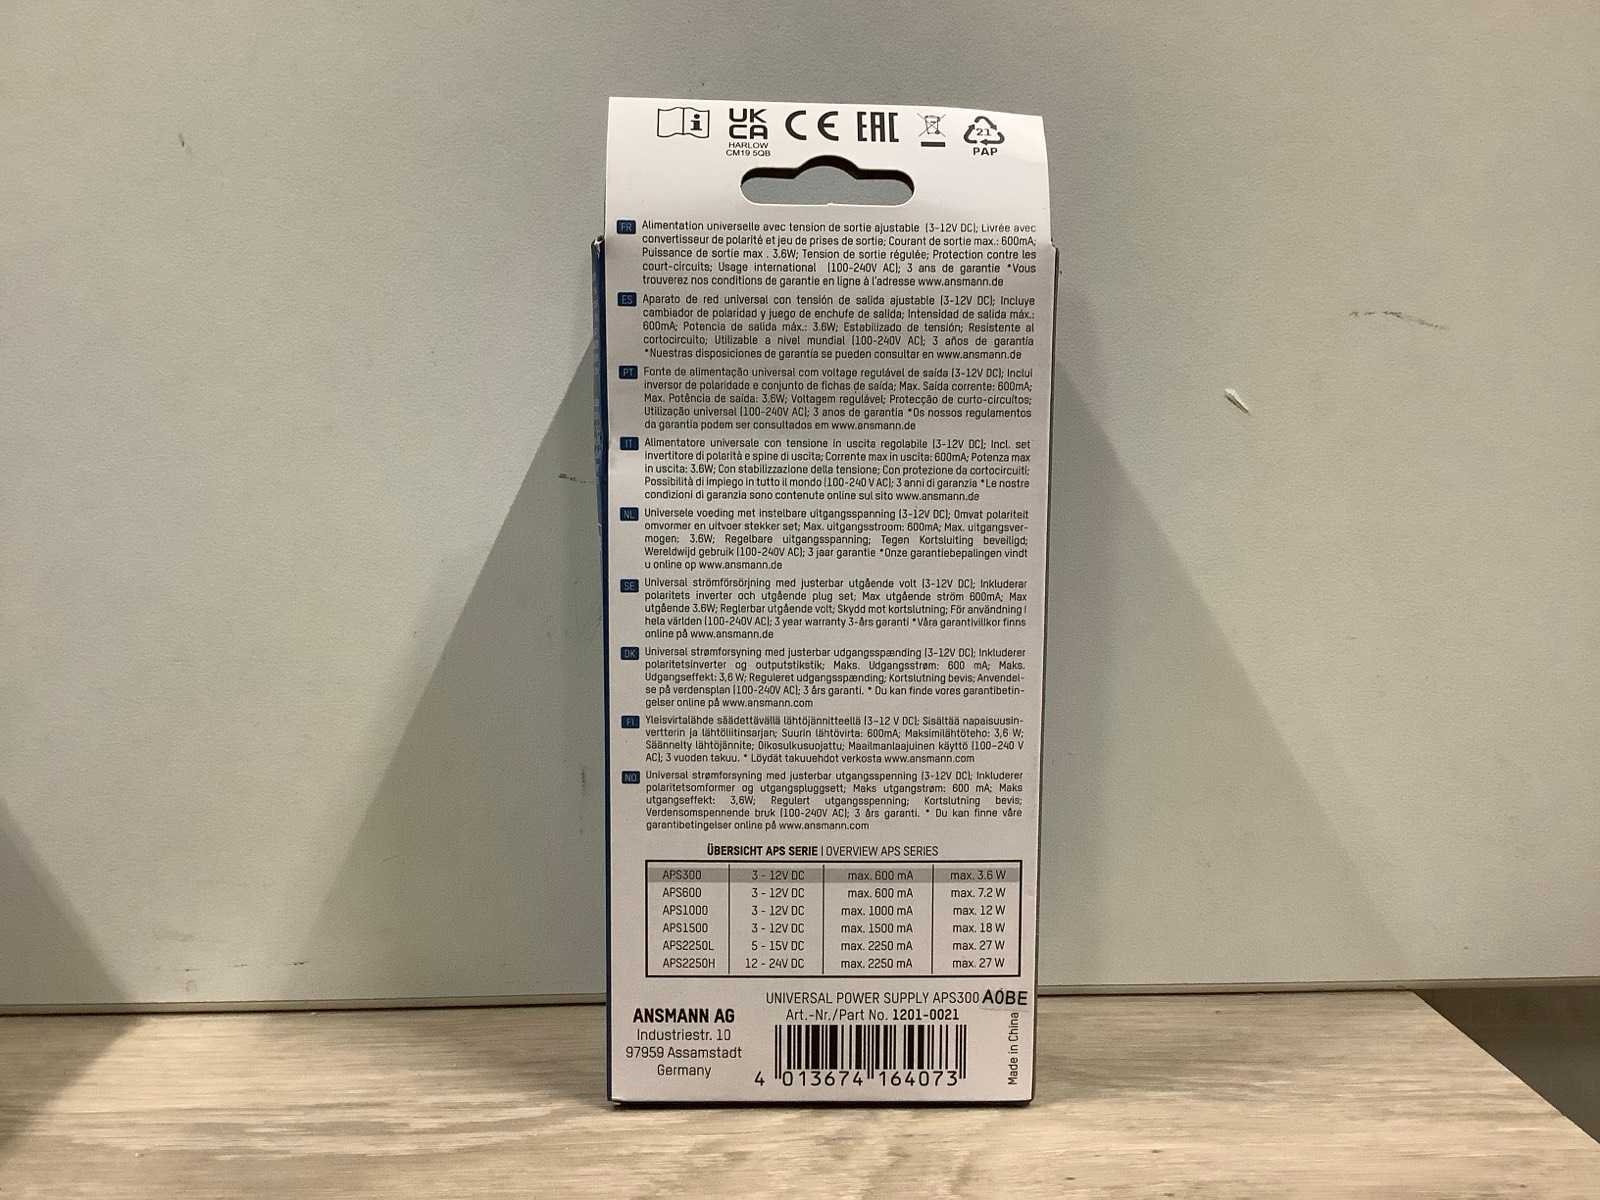 UK
CA
HARLOW
CM19 5QB
CE
EAC
21
PAP
FR Alimentation universelle avec tension de sortie ajustable (3-12V DC); Livrée avec
convertisseur de polarité et jeu de prises de sortie; Courant de sortie max.: 600mA;
Puissance de sortie max . 3.6W; Tension de sortie régulée; Protection contre les
court-circuits; Usage international (100-240V AC); 3 ans de garantie *Vous
trouverez nos conditions de garantie en ligne à l'adresse www.ansmann.de
ES Aparato de red universal con tensión de salida ajustable (3-12V DC); Incluye
cambiador de polaridad y juego de enchufe de salida; Intensidad de salida máx.:
600mA; Potencia de salida máx.: 3.6W; Estabilizado de tensión; Resistente al
cortocircuito; Utilizable a nivel mundial (100-240V AC); 3 años de garantía
*Nuestras disposiciones de garantía se pueden consultar en www.ansmann.de
PT Fonte de alimentação universal com voltage regulável de saída (3-12V DC); Inclui
inversor de polaridade e conjunto de fichas de saída; Max. Saída corrente: 600mA;
Max. Potência de saída: 3.6W; Voltagem regulável; Protecção de curto-circuítos;
Utilização universal (100-240V AC); 3 anos de garantia *Os nossos regulamentos
da garantia podem ser consultados em www.ansmann.de
IT Alimentatore universale con tensione in uscita regolabile (3-12V DC); Incl. set
invertitore di polarità e spine di uscita; Corrente max in uscita: 600mA; Potenza max
in uscita: 3.6W; Con stabilizzazione della tensione; Con protezione da cortocircuiti;
Possibilità di impiego in tutto il mondo (100-240 V AC); 3 anni di garanzia *Le nostre
condizioni di garanzia sono contenute online sul sito www.ansmann.de
NL Universele voeding met instelbare uitgangsspanning (3-12V DC); Omvat polariteit
omvormer en uitvoer stekker set; Max. uitgangsstroom: 600mA; Max. uitgangsver-
mogen: 3.6W; Regelbare uitgangsspanning; Tegen Kortsluiting beveiligd;
Wereldwijd gebruik (100-240V AC); 3 jaar garantie *Onze garantiebepalingen vindt
u online op www.ansmann.de
SE Universal strömförsörjning med justerbar utgående volt (3-12V DC); Inkluderar
polaritets inverter och utgående plug set; Max utgående ström 600mA; Max
utgående 3.6W; Reglerbar utgående volt; Skydd mot kortslutning; För användning i
hela världen (100-240V AC); 3 year warranty 3-års garanti *Våra garantivillkor finns
online på www.ansmann.de
DK Universal strømforsyning med justerbar udgangsspænding (3-12V DC); Inkluderer
polaritetsinverter og outputstikstik; Maks. Udgangsstrøm: 600 mA; Maks.
Udgangseffekt: 3,6 W; Reguleret udgangsspænding; Kortslutning bevis; Anvendel-
se på verdensplan (100-240V AC); 3 års garanti. * Du kan finde vores garantibetin-
gelser online på www.ansmann.com
FI Yleisvirtalähde säädettävällä lähtöjännitteellä (3-12 V DC); Sisältää napaisuusin-
vertterin ja lähtöliitinsarjan; Suurin lähtövirta: 600mA; Maksimilähtöteho: 3,6 W;
Säännelty lähtöjännite; Oikosulkusuojattu; Maailmanlaajuinen käyttö (100-240 V
AC); 3 vuoden takuu. * Löydät takuuehdot verkosta www.ansmann.com
NO Universal strømforsyning med justerbar utgangsspenning (3-12V DC); Inkluderer
polaritetsomformer og utgangspluggsett; Maks utgangstrøm: 600 mA; Maks
utgangseffekt: 3,6W; Regulert utgangsspenning; Kortslutning bevis;
Verdensomspennende bruk (100-240V AC); 3 års garanti. * Du kan finne våre
garantibetingelser online på www.ansmann.com
ÜBERSICHT APS SERIE | OVERVIEW APS SERIES
APS300 3 - 12V DC max. 600 mA max. 3.6 W
APS600 3 - 12V DC max. 600 mA max. 7.2 W
APS1000 3 - 12V DC max. 1000 mA max. 12 W
APS1500 3 - 12V DC max. 1500 mA max. 18 W
APS2250L 5 - 15V DC max. 2250 mA max. 27 W
APS2250H 12 - 24V DC max. 2250 mA max. 27 W
UNIVERSAL POWER SUPPLY APS300 A0BE
Art.-Nr./Part No. 1201-0021
ANSMANN AG
Industriestr. 10
97959 Assamstadt
Germany
4 013674 164073
Made in China